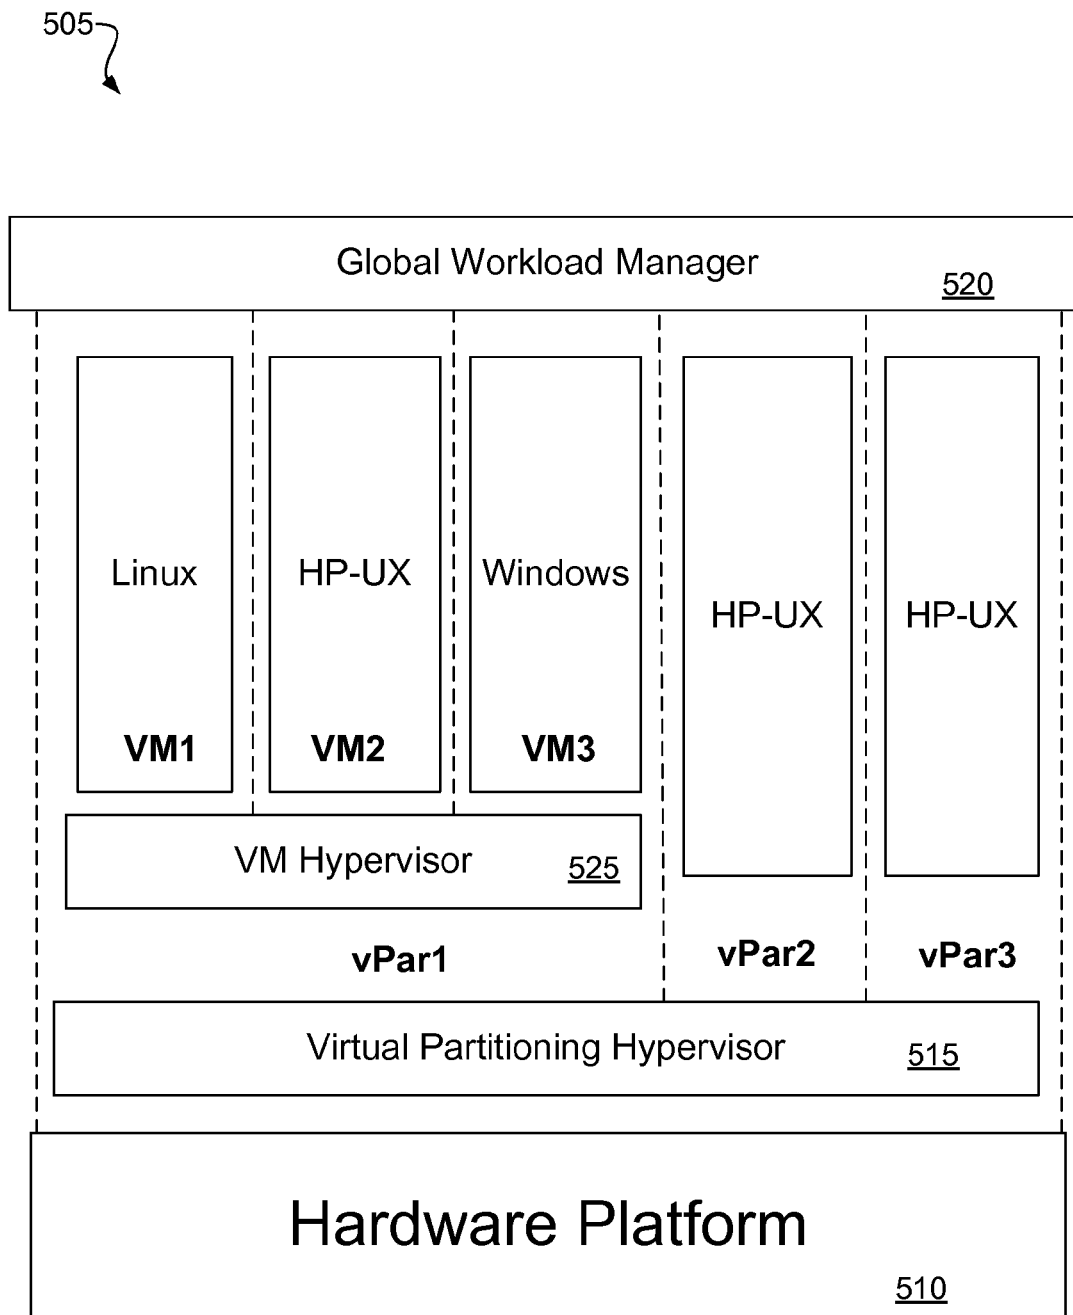 505
Global Workload Manager
520
Linux
HP-UX
Windows
HP-UX
HP-UX
VM1
VM2
VM3
VM Hypervisor
525
vPar1
vPar2
vPar3
Virtual Partitioning Hypervisor
515
Hardware Platform
510